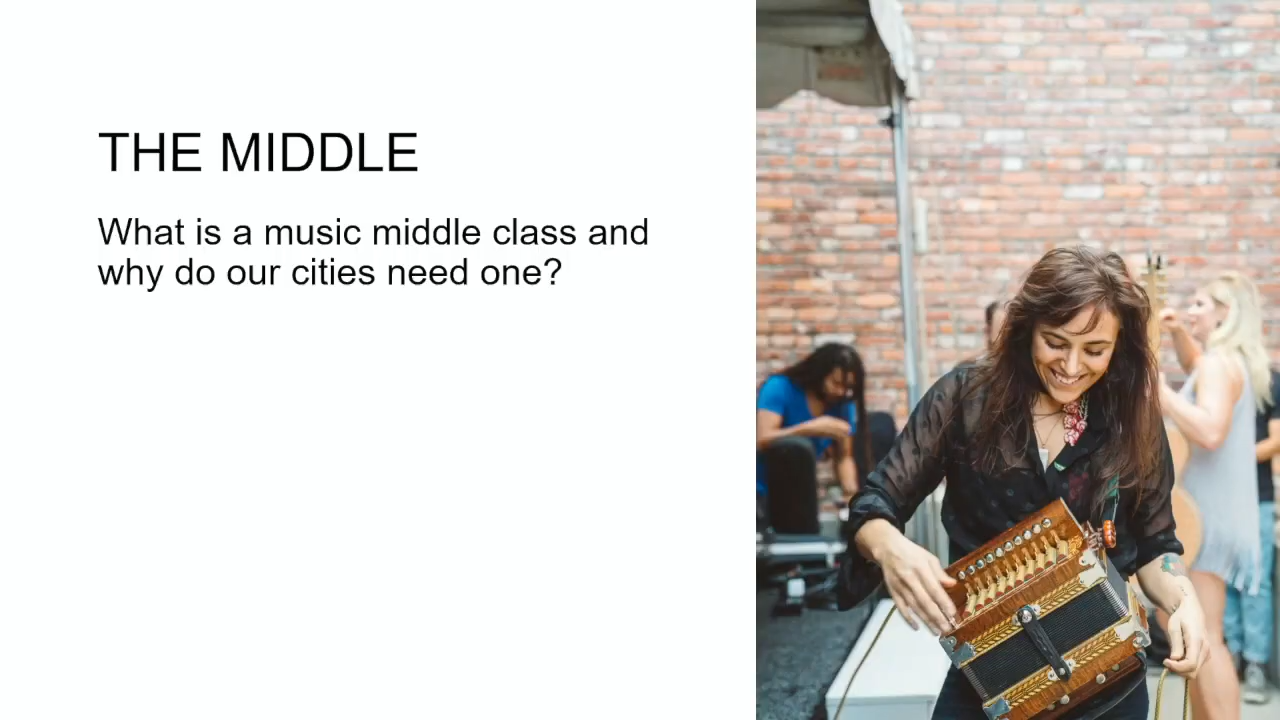 THE MIDDLE
What is a music middle class and
why do our cities need one?